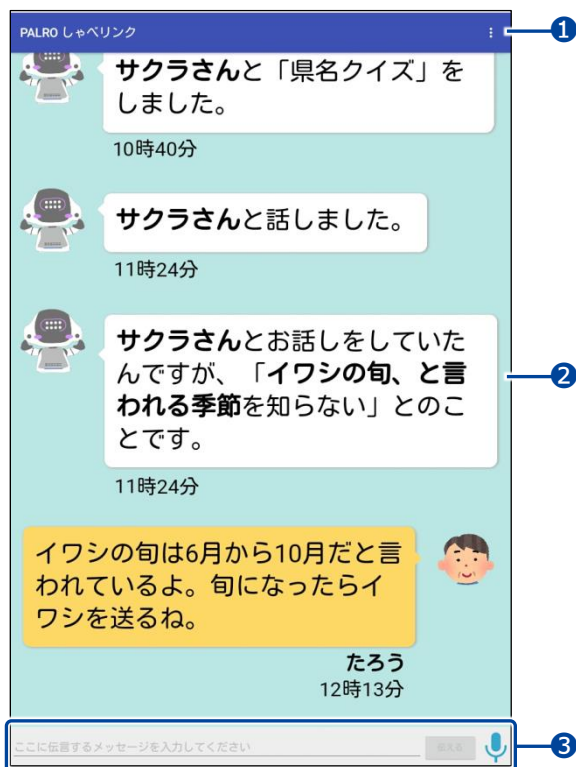 PALRO しゃべリンク
1
サクラさんと「県名クイズ」を
しました。
10時40分
サクラさんと話しました。
11時24分
サクラさんとお話しをしていた
んですが、「イワシの旬、と言
われる季節を知らない」とのこ
とです。
2
11時24分
イワシの旬は6月から10月だと言
われているよ。旬になったらイ
ワシを送るね。
たろう
12時13分
ここに伝言するメッセージを入力してください
伝える
3